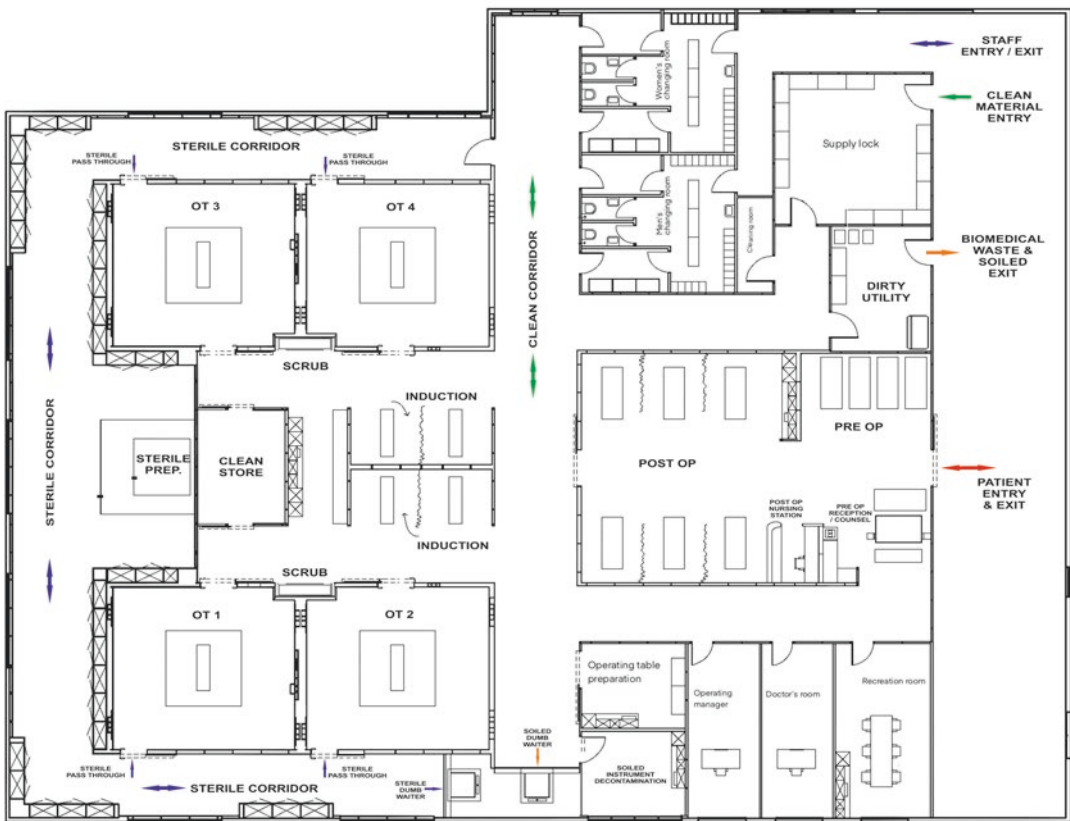 STAFF
ENTRY / EXIT
CLEAN
MATERIAL
ENTRY
Women's
changing room
Supply lock
STERILE CORRIDOR
STERILE
PASS THROUGH
STERILE
PASS THROUGH
OT 3
OT 4
Men's
changing room
Cleaning room
BIOMEDICAL
WASTE &
SOILED
EXIT
DIRTY
UTILITY
CLEAN CORRIDOR
SCRUB
INDUCTION
STERILE CORRIDOR
STERILE
PREP.
CLEAN
STORE
POST OP
PRE OP
PATIENT
ENTRY
& EXIT
POST OP
NURSING
STATION
PRE OP
RECEPTION
/ COUNSEL
INDUCTION
SCRUB
OT 1
OT 2
Operating table
preparation
Operating
manager
Doctor's room
Recreation room
SOILED
DUMB
WAITER
SOILED
INSTRUMENT
DECONTAMINATION
STERILE
PASS THROUGH
STERILE
PASS THROUGH
STERILE
DUMB
WAITER
STERILE CORRIDOR